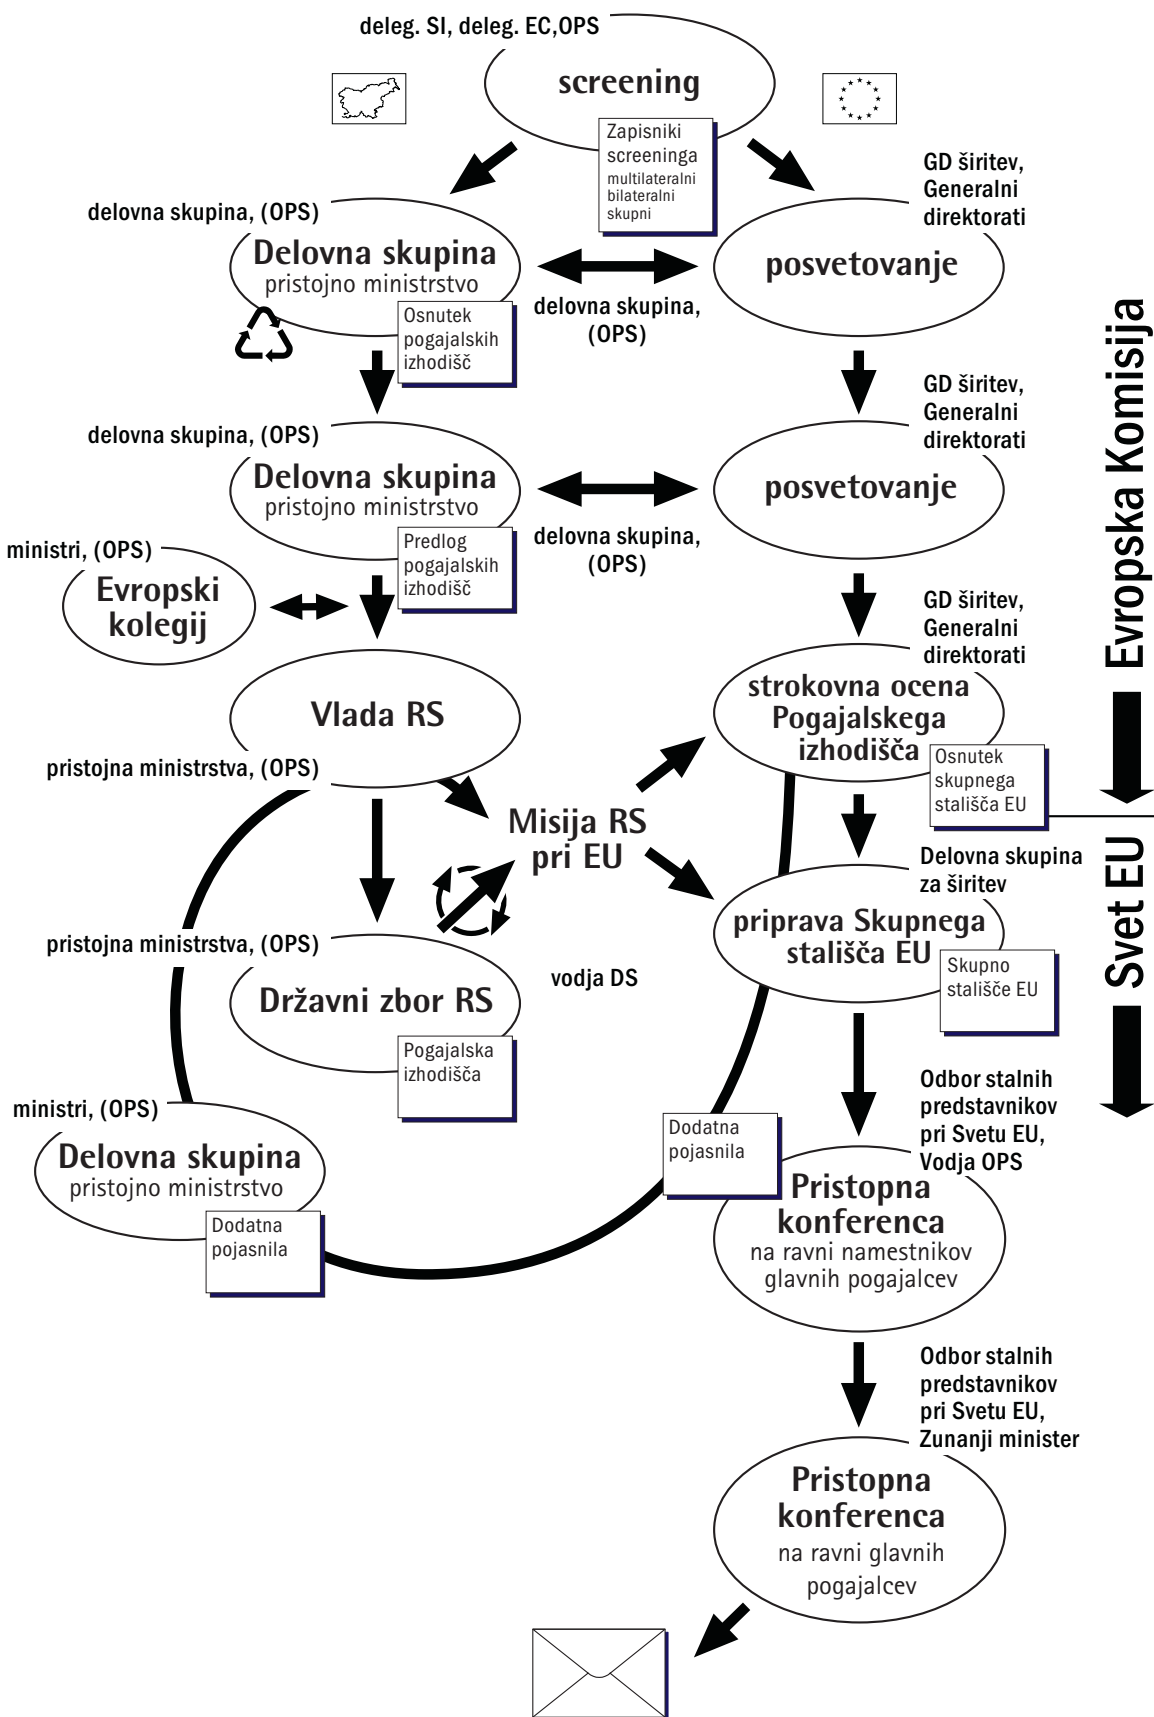 deleg. SI, deleg. EC,OPS
screening
Zapisniki
screeninga
multilateralni
bilateralni
skupni
GD širitev,
Generalni
direktorati
delovna skupina, (OPS)
Delovna skupina
pristojno ministrstvo
posvetovanje
Osnutek
pogajalskih
izhodišč
delovna skupina,
(OPS)
GD širitev,
Generalni
direktorati
delovna skupina, (OPS)
Delovna skupina
pristojno ministrstvo
posvetovanje
Predlog
pogajalskih
izhodišč
delovna skupina,
(OPS)
ministri, (OPS)
Evropski
kolegij
GD širitev,
Generalni
direktorati
Vlada RS
strokovna ocena
Pogajalskega
izhodišča
pristojna ministrstva, (OPS)
Osnutek
skupnega
stališča EU
Misija RS
pri EU
Evropska Komisija
Svet EU
Delovna skupina
za širitev
priprava Skupnega
stališča EU
Skupno
stališče EU
pristojna ministrstva, (OPS)
Državni zbor RS
vodja DS
Pogajalska
izhodišča
Odbor stalnih
predstavnikov
pri Svetu EU,
Vodja OPS
ministri, (OPS)
Delovna skupina
pristojno ministrstvo
Dodatna
pojasnila
Dodatna
pojasnila
Pristopna
konferenca
na ravni namestnikov
glavnih pogajalcev
Odbor stalnih
predstavnikov
pri Svetu EU,
Zunanji minister
Pristopna
konferenca
na ravni glavnih
pogajalcev